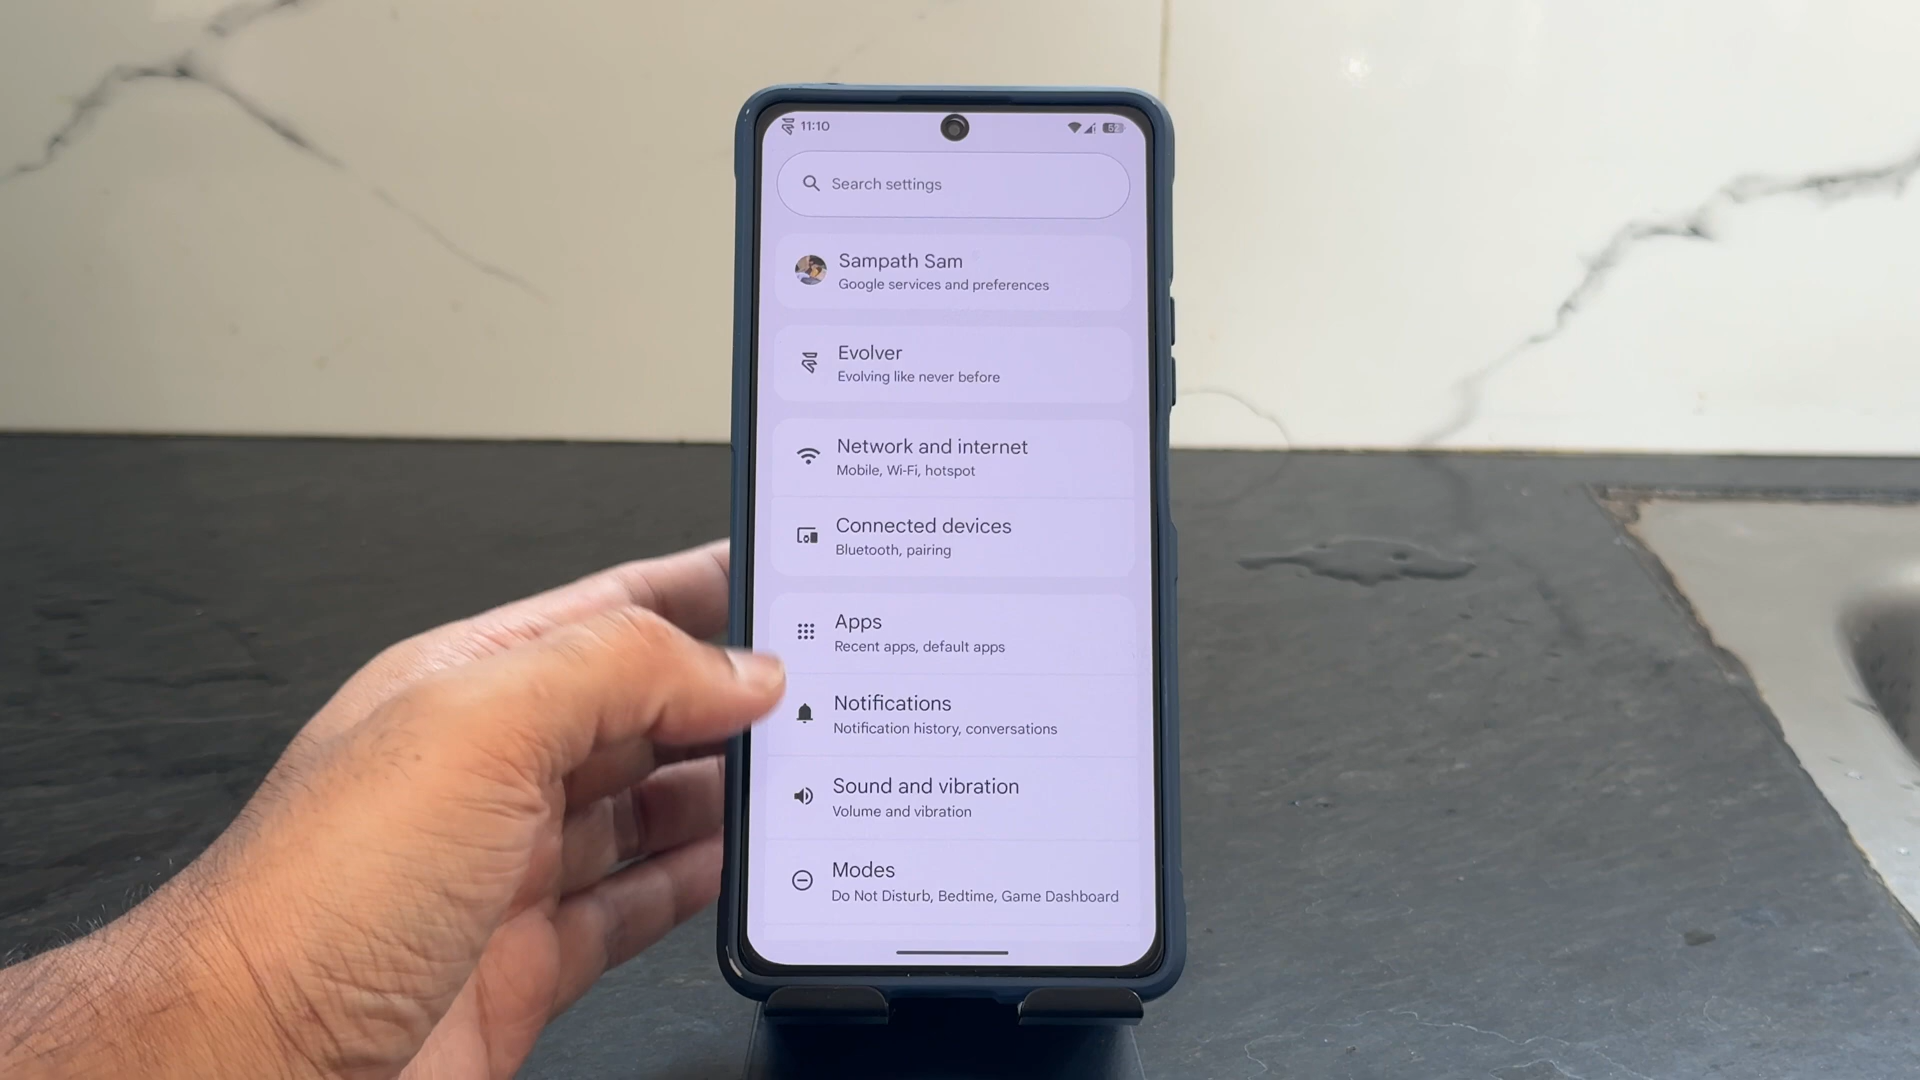 11:10
52
Search settings
Sampath Sam
Google services and preferences
Evolver
Evolving like never before
Network and internet
Mobile, Wi-Fi, hotspot
Connected devices
Bluetooth, pairing
Apps
Recent apps, default apps
Notifications
Notification history, conversations
Sound and vibration
Volume and vibration
Modes
Do Not Disturb, Bedtime, Game Dashboard